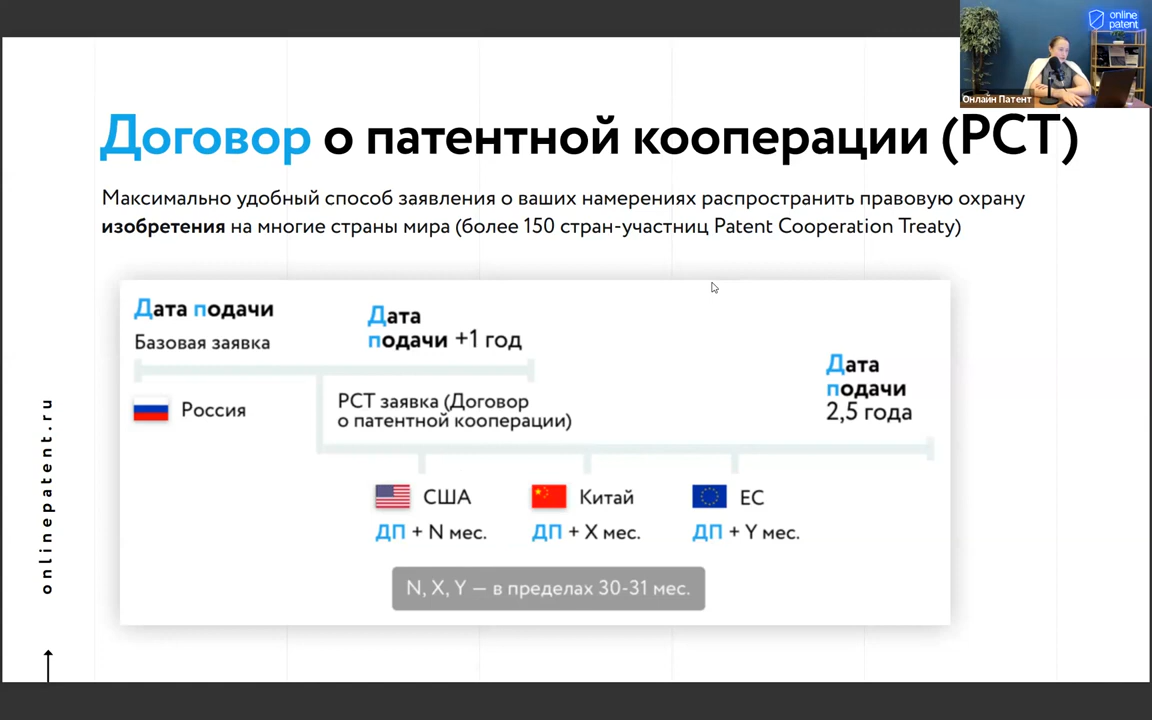 online
patent
Онлайн Патент
Договор о патентной кооперации (РСТ)
Максимально удобный способ заявления о ваших намерениях распространить правовую охрану
изобретения на многие страны мира (более 150 стран-участниц Patent Cooperation Treaty)
Дата подачи
Базовая заявка
Дата
подачи +1 год
Дата
подачи
2,5 года
Россия
РСТ заявка (Договор
о патентной кооперации)
США
ДП + N мес.
Китай
ДП + X мес.
ЕС
ДП + Y мес.
N, X, Y — в пределах 30-31 мес.
onlinepatent.ru